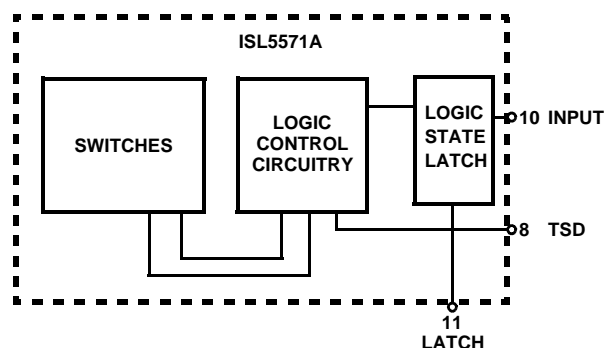 ISL5571A
SWITCHES
LOGIC
CONTROL
CIRCUITRY
LOGIC
STATE
LATCH
10 INPUT
8 TSD
11
LATCH